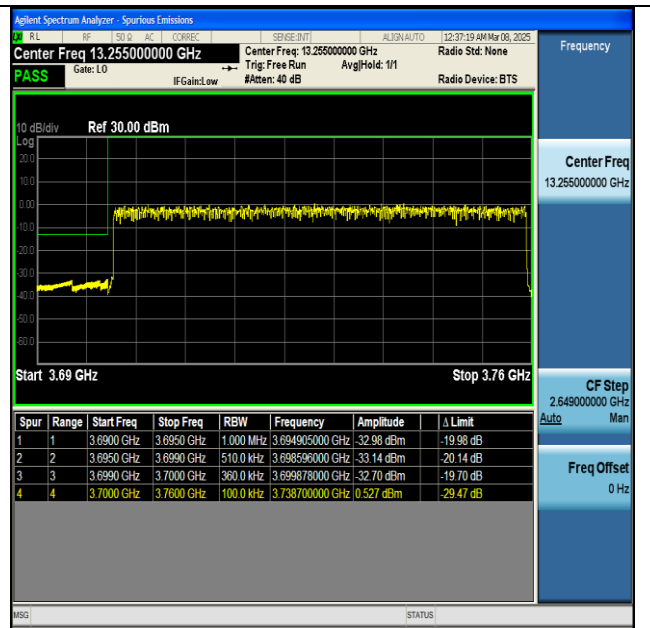 Agilent Spectrum Analyzer - Spurious Emissions
RL RF 50 Ω AC CORREC SENSE:INT ALIGN AUTO 12:37:19 AM Mar 08, 2025
Center Freq 13.255000000 GHz Center Freq: 13.255000000 GHz Radio Std: None
Gate: LO Trig: Free Run Avg|Hold: 1/1
PASS IFGain:Low #Atten: 40 dB Radio Device: BTS
10 dB/div Ref 30.00 dBm
Log
20.0
10.0
0.00
-10.0
-20.0
-30.0
-40.0
-50.0
-60.0
Start 3.69 GHz Stop 3.76 GHz
Spur Range Start Freq Stop Freq RBW Frequency Amplitude Δ Limit
1 1 3.6900 GHz 3.6950 GHz 1.000 MHz 3.694905000 GHz -32.98 dBm -19.98 dB
2 2 3.6950 GHz 3.6990 GHz 510.0 kHz 3.698596000 GHz -33.14 dBm -20.14 dB
3 3 3.6990 GHz 3.7000 GHz 360.0 kHz 3.699878000 GHz -32.70 dBm -19.70 dB
4 4 3.7000 GHz 3.7600 GHz 100.0 kHz 3.738700000 GHz 0.527 dBm -29.47 dB
MSG STATUS
Frequency
Center Freq
13.255000000 GHz
CF Step
2.649000000 GHz
Auto Man
Freq Offset
0 Hz